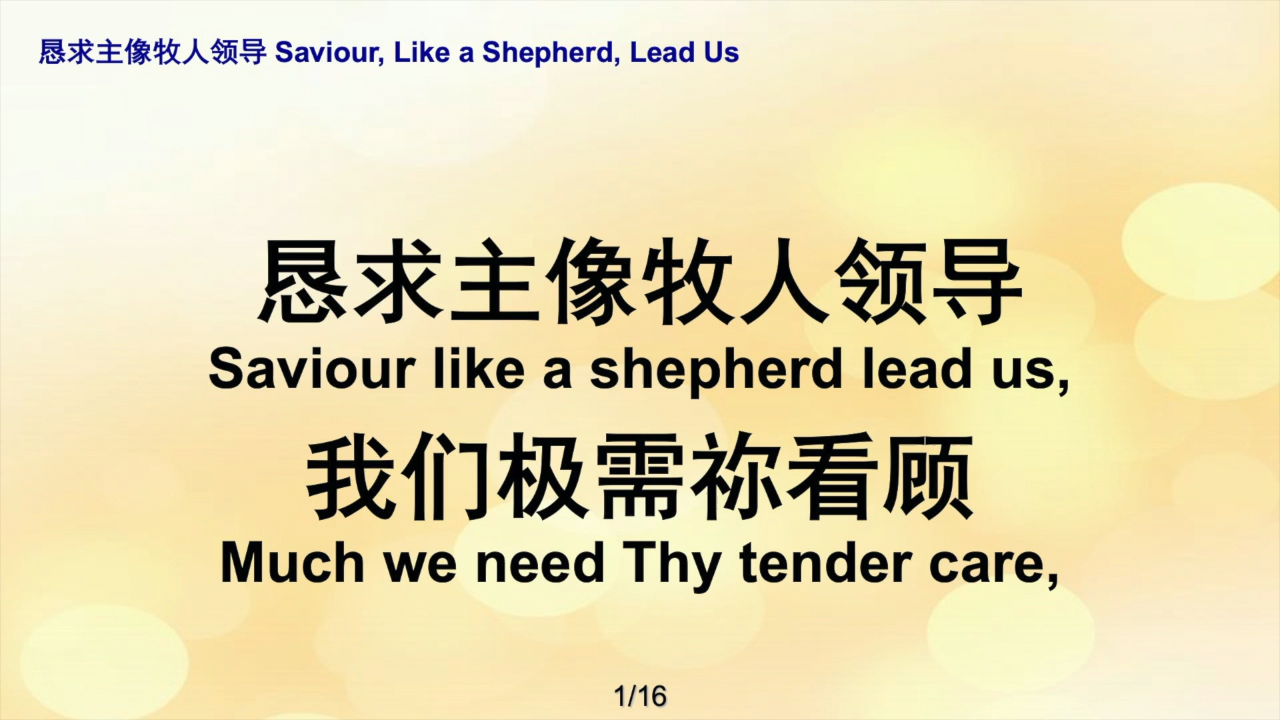 恳求主像牧人领导 Saviour, Like a Shepherd, Lead Us
恳求主像牧人领导
Saviour like a shepherd lead us,
我们极需祢看顾
Much we need Thy tender care,
1/16